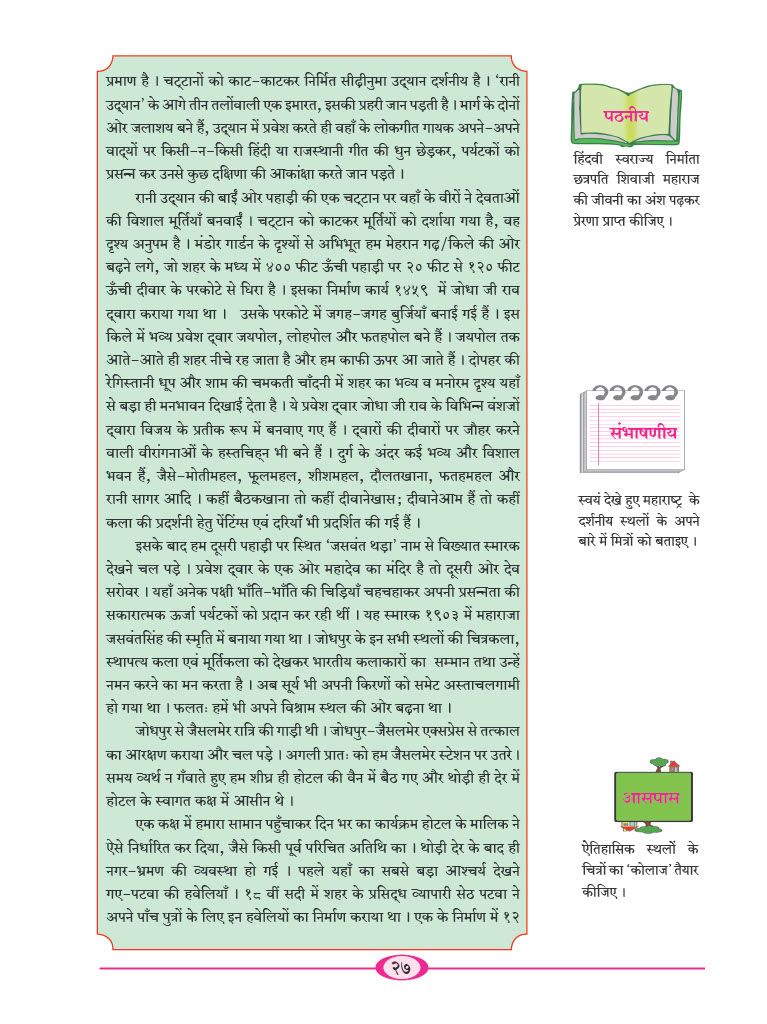 प्रमाण है । चट्टानों को काट-काटकर निर्मित सीढ़ीनुमा उद्यान दर्शनीय है । ‘रानी
उद्यान’ के आगे तीन तलोंवाली एक इमारत, इसकी प्रहरी जान पड़ती है । मार्ग के दोनों
ओर जलाशय बने हैं, उद्यान में प्रवेश करते ही वहाँ के लोकगीत गायक अपने-अपने
वाद्यों पर किसी-न-किसी हिंदी या राजस्थानी गीत की धुन छेड़कर, पर्यटकों को
प्रसन्न कर उनसे कुछ दक्षिणा की आकांक्षा करते जान पड़ते ।
रानी उद्यान की बाईं ओर पहाड़ी की एक चट्टान पर वहाँ के वीरों ने देवताओं
की विशाल मूर्तियाँ बनवाईं । चट्टान को काटकर मूर्तियों को दर्शाया गया है, वह
दृश्य अनुपम है । मंडोर गार्डन के दृश्यों से अभिभूत हम मेहरान गढ़/किले की ओर
बढ़ने लगे, जो शहर के मध्य में ४०० फीट ऊँची पहाड़ी पर २० फीट से १२० फीट
ऊँची दीवार के परकोटे से घिरा है । इसका निर्माण कार्य १४५९ में जोधा जी राव
द्वारा कराया गया था । उसके परकोटे में जगह-जगह बुर्जियाँ बनाई गई हैं । इस
किले में भव्य प्रवेश द्वार जयपोल, लोहपोल और फतहपोल बने हैं । जयपोल तक
आते-आते ही शहर नीचे रह जाता है और हम काफी ऊपर आ जाते हैं । दोपहर की
रेगिस्तानी धूप और शाम की चमकती चाँदनी में शहर का भव्य व मनोरम दृश्य यहाँ
से बड़ा ही मनभावन दिखाई देता है । ये प्रवेश द्वार जोधा जी राव के विभिन्न वंशजों
द्वारा विजय के प्रतीक रूप में बनवाए गए हैं । द्वारों की दीवारों पर जौहर करने
वाली वीरांगनाओं के हस्तचिह्न भी बने हैं । दुर्ग के अंदर कई भव्य और विशाल
भवन हैं, जैसे-मोतीमहल, फूलमहल, शीशमहल, दौलतखाना, फतहमहल और
रानी सागर आदि । कहीं बैठकखाना तो कहीं दीवानेखास; दीवानेआम हैं तो कहीं
कला की प्रदर्शनी हेतु पेंटिंग्स एवं दरियाँ भी प्रदर्शित की गई हैं ।
इसके बाद हम दूसरी पहाड़ी पर स्थित ‘जसवंत थड़ा’ नाम से विख्यात स्मारक
देखने चल पड़े । प्रवेश द्वार के एक ओर महादेव का मंदिर है तो दूसरी ओर देव
सरोवर । यहाँ अनेक पक्षी भाँति-भाँति की चिड़ियाँ चहचहाकर अपनी प्रसन्नता की
सकारात्मक ऊर्जा पर्यटकों को प्रदान कर रही थीं । यह स्मारक १९०३ में महाराजा
जसवंतसिंह की स्मृति में बनाया गया था । जोधपुर के इन सभी स्थलों की चित्रकला,
स्थापत्य कला एवं मूर्तिकला को देखकर भारतीय कलाकारों का सम्मान तथा उन्हें
नमन करने का मन करता है । अब सूर्य भी अपनी किरणों को समेट अस्ताचलगामी
हो गया था । फलतः हमें भी अपने विश्राम स्थल की ओर बढ़ना था ।
जोधपुर से जैसलमेर रात्रि की गाड़ी थी । जोधपुर-जैसलमेर एक्सप्रेस से तत्काल
का आरक्षण कराया और चल पड़े । अगली प्रातः को हम जैसलमेर स्टेशन पर उतरे ।
समय व्यर्थ न गँवाते हुए हम शीघ्र ही होटल की वैन में बैठ गए और थोड़ी ही देर में
होटल के स्वागत कक्ष में आसीन थे ।
एक कक्ष में हमारा सामान पहुँचाकर दिन भर का कार्यक्रम होटल के मालिक ने
ऐसे निर्धारित कर दिया, जैसे किसी पूर्व परिचित अतिथि का । थोड़ी देर के बाद ही
नगर-भ्रमण की व्यवस्था हो गई । पहले यहाँ का सबसे बड़ा आश्चर्य देखने
गए-पटवा की हवेलियाँ । १८ वीं सदी में शहर के प्रसिद्ध व्यापारी सेठ पटवा ने
अपने पाँच पुत्रों के लिए इन हवेलियों का निर्माण कराया था । एक के निर्माण में १२
पठनीय
हिंदवी स्वराज्य निर्माता
छत्रपति शिवाजी महाराज
की जीवनी का अंश पढ़कर
प्रेरणा प्राप्त कीजिए ।
संभाषणीय
स्वयं देखे हुए महाराष्ट्र के
दर्शनीय स्थलों के अपने
बारे में मित्रों को बताइए ।
आसपास
ऐतिहासिक स्थलों के
चित्रों का ‘कोलाज’ तैयार
कीजिए ।
२७